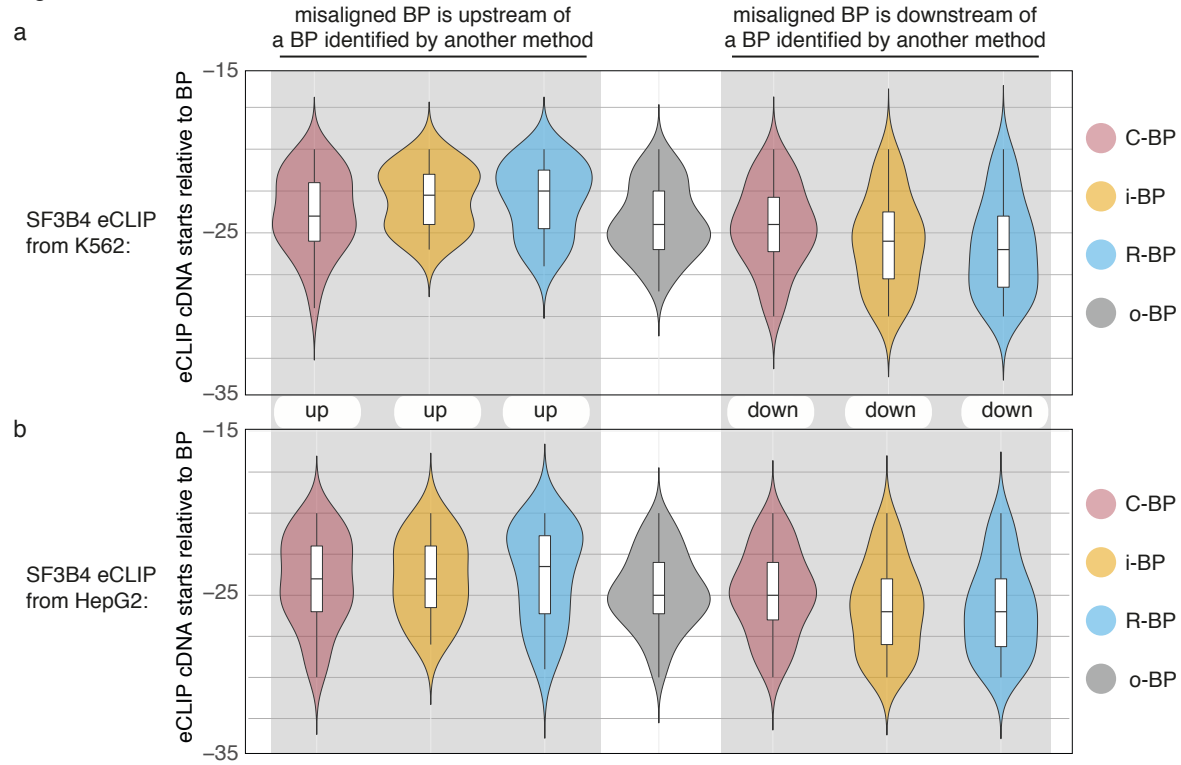 misaligned BP is upstream of
a BP identified by another method
misaligned BP is downstream of
a BP identified by another method
a
eCLIP cDNA starts relative to BP
−15
−25
−35
SF3B4 eCLIP
from K562:
C-BP
i-BP
R-BP
o-BP
up
up
up
down
down
down
b
eCLIP cDNA starts relative to BP
−15
−25
−35
SF3B4 eCLIP
from HepG2:
C-BP
i-BP
R-BP
o-BP